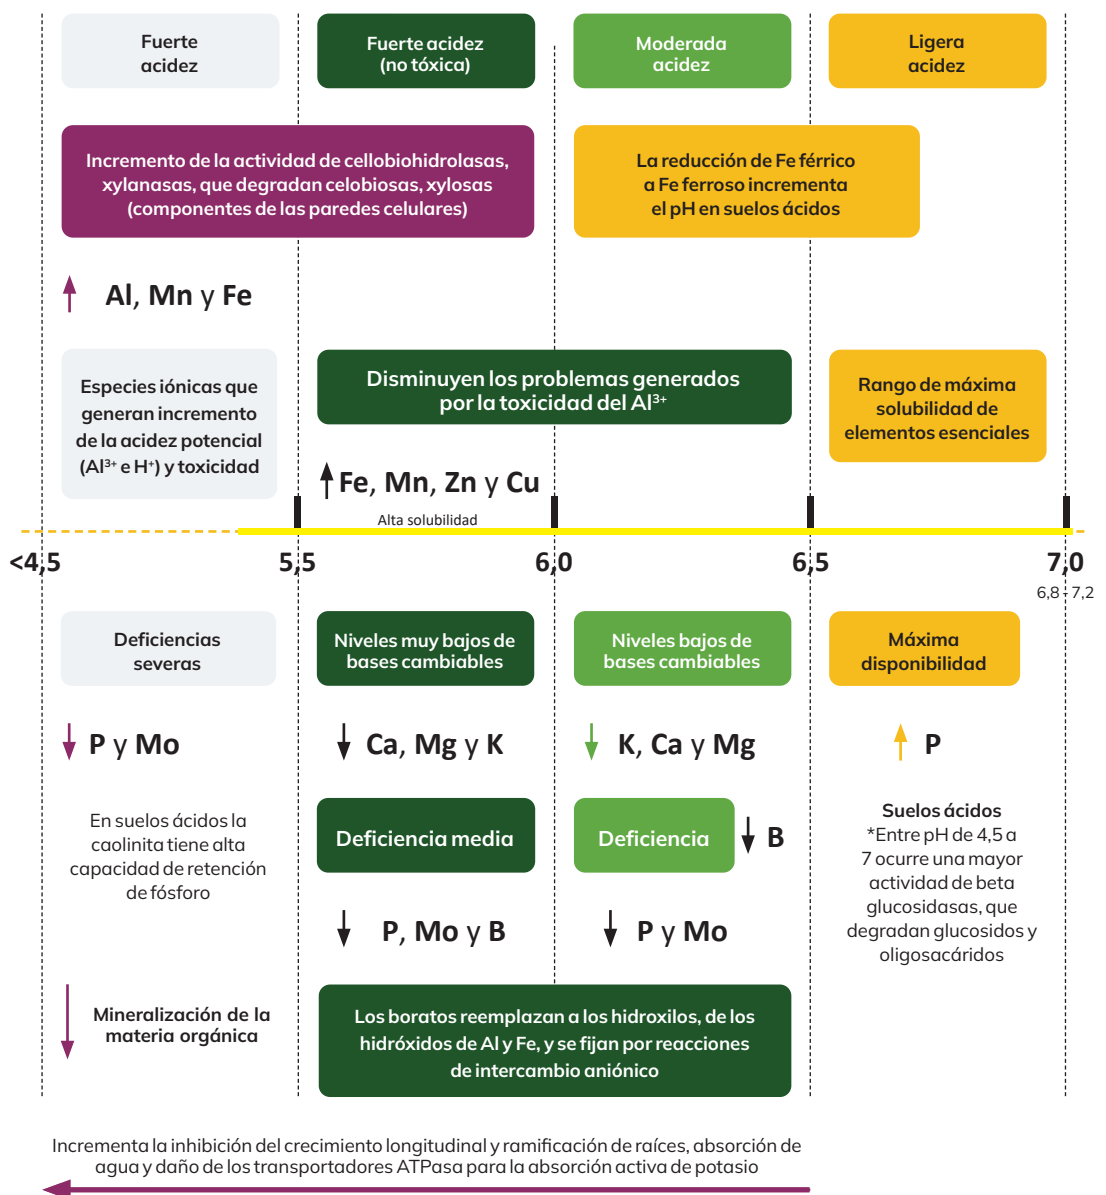 Fuerte
acidez
Fuerte acidez
(no tóxica)
Moderada
acidez
Ligera
acidez
Incremento de la actividad de cellobiohidrolasas,
xylanasas, que degradan celobiosas, xylosas
(componentes de las paredes celulares)
La reducción de Fe férrico
a Fe ferroso incrementa
el pH en suelos ácidos
Al, Mn y Fe
Especies iónicas que
generan incremento
de la acidez potencial
(Al³⁺ e H⁺) y toxicidad
Disminuyen los problemas generados
por la toxicidad del Al³⁺
Rango de máxima
solubilidad de
elementos esenciales
Fe, Mn, Zn y Cu
Alta solubilidad
<4,5
5,5
6,0
6,5
7,0
6,8 - 7,2
Deficiencias
severas
Niveles muy bajos de
bases cambiables
Niveles bajos de
bases cambiables
Máxima
disponibilidad
P y Mo
Ca, Mg y K
K, Ca y Mg
P
En suelos ácidos la
caolinita tiene alta
capacidad de retención
de fósforo
Deficiencia media
Deficiencia
B
Suelos ácidos
*Entre pH de 4,5 a
7 ocurre una mayor
actividad de beta
glucosidasas, que
degradan glucosidos y
oligosacáridos
P, Mo y B
P y Mo
Mineralización de la
materia orgánica
Los boratos reemplazan a los hidroxilos, de los
hidróxidos de Al y Fe, y se fijan por reacciones
de intercambio aniónico
Incrementa la inhibición del crecimiento longitudinal y ramificación de raíces, absorción de
agua y daño de los transportadores ATPasa para la absorción activa de potasio